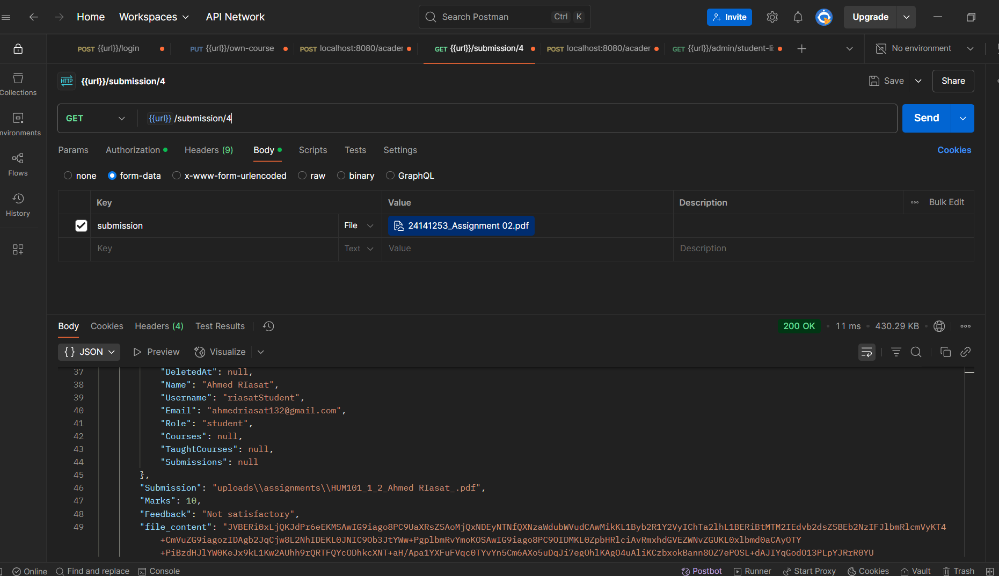 Home Workspaces API Network Search Postman Ctrl K Invite Upgrade
POST {{url}}/login PUT {{url}}/own-course POST localhost:8080/acader GET {{url}}/submission/4 POST localhost:8080/acader GET {{url}}/admin/student-li No environment
HTTP {{url}}/submission/4 Save Share
Collections
GET {{url}}/submission/4 Send
nvironments
Params Authorization Headers (9) Body Scripts Tests Settings Cookies
Flows
none form-data x-www-form-urlencoded raw binary GraphQL
History
Key Value Description Bulk Edit
submission File 24141253_Assignment 02.pdf
Key Text Value Description
Body Cookies Headers (4) Test Results 200 OK 11 ms 430.29 KB
{} JSON Preview Visualize
37 "DeletedAt": null,
38 "Name": "Ahmed RIasat",
39 "Username": "riasatStudent",
40 "Email": "ahmedriasat132@gmail.com",
41 "Role": "student",
42 "Courses": null,
43 "TaughtCourses": null,
44 "Submissions": null
45 },
46 "Submission": "uploads\\assignments\\HUM101_1_2_Ahmed RIasat_.pdf",
47 "Marks": 10,
48 "Feedback": "Not satisfactory",
49 "file_content": "JVBERi0xLjQKJdPr6eEKMSAwIG9iago8PC9UaXRsZSAoMjQxNDEyNTNfQXNzaWdubWVudCAwMikKL1Byb2R1Y2VyIChTa2lhL1BERiBtMTM2IEdvb2dsZSBEb2NzIFJlbmRlcmVyKT4
+CmVuZG9iagozIDAgb2JqCjw8L2NhIDEKL0JNIC9Ob3JtYWw+PgplbmRvYmoKOSAwIG9iago8PC9OIDMKL0ZpbHRlciAvRmxhdGVEZWNvZGUKL0xlbmd0aCAyOTY
+PiBzdHJlYW0KeJx9kL1Kw2AUhh9rQRTFQYcODhkcXNT+aH/Apa1YXFuFVqc0TYvYn5Cm6AXo5uDqJi7egOhlKAgO4uAliKCzbxokBann8OZ7ePOSL+dAJIYqGodO13PLpYJRrR0YU
Online Find and replace Console Postbot Runner Start Proxy Cookies Vault Trash